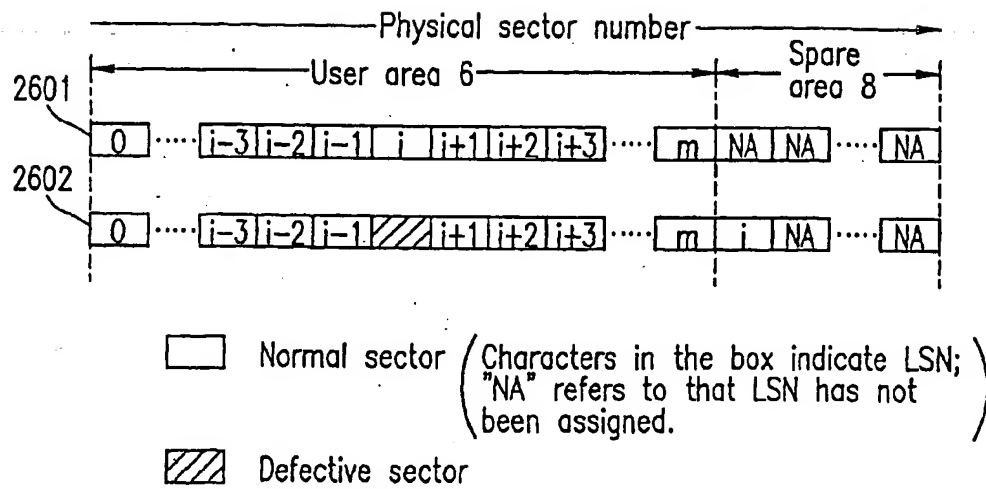 Physical sector number
User area 6
Spare
area 8
2601
0 ····· i-3 i-2 i-1 i i+1 i+2 i+3 ····· m NA NA ····· NA
2602
0 ····· i-3 i-2 i-1 i+1 i+2 i+3 ····· m i NA ····· NA
Normal sector (Characters in the box indicate LSN;
"NA" refers to that LSN has not
been assigned.)
Defective sector